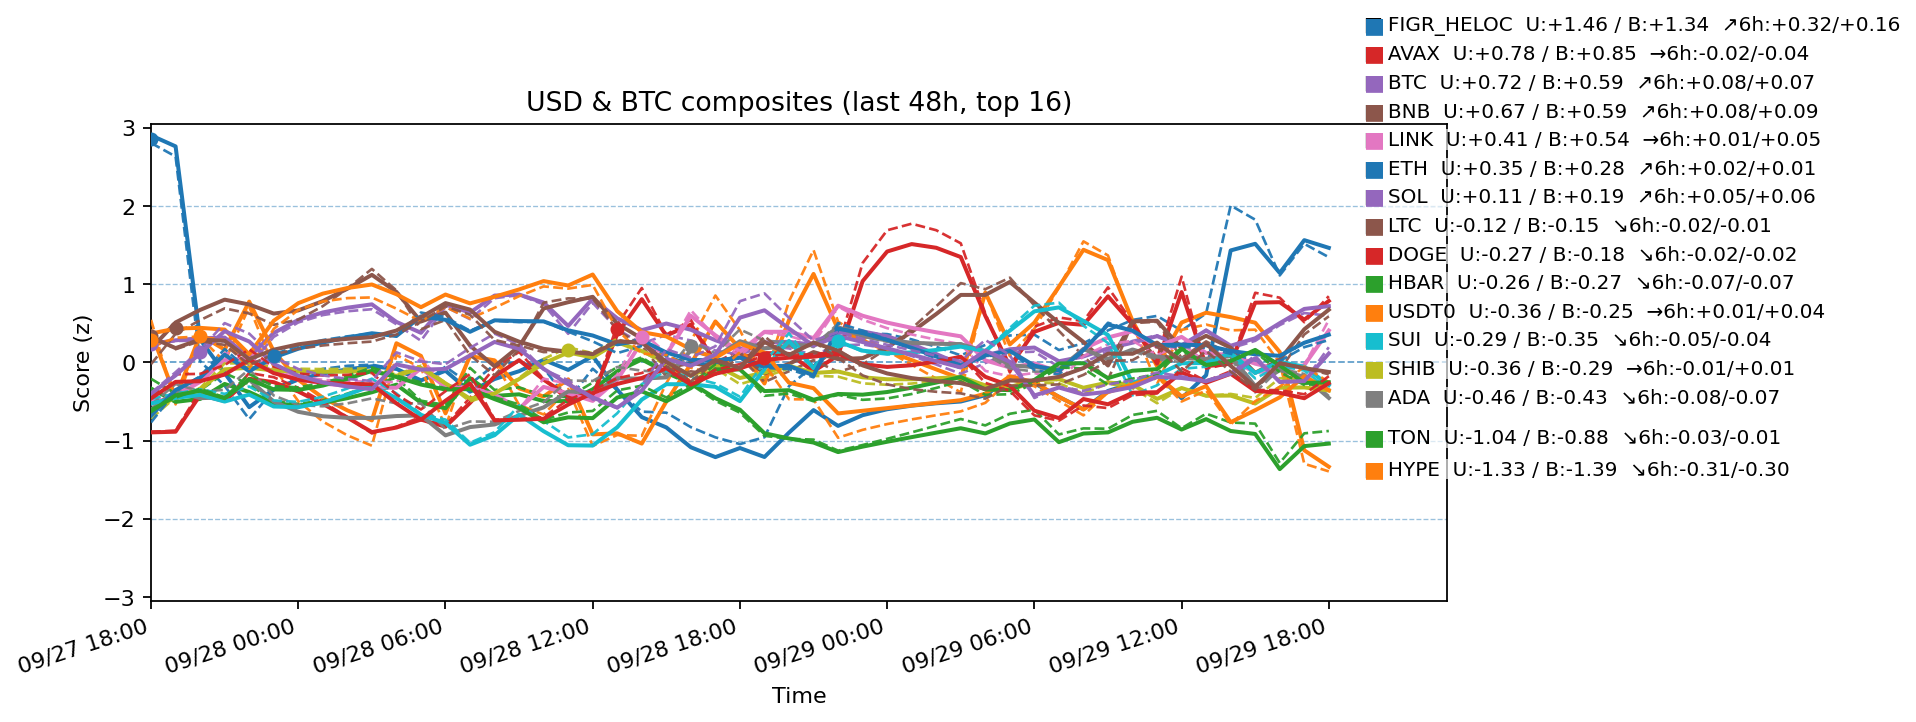 FIGR_HELOC  U:+1.46 / B:+1.34  ↗6h:+0.32/+0.16
AVAX  U:+0.78 / B:+0.85  →6h:-0.02/-0.04
BTC  U:+0.72 / B:+0.59  ↗6h:+0.08/+0.07
USD & BTC composites (last 48h, top 16)
BNB  U:+0.67 / B:+0.59  ↗6h:+0.08/+0.09
LINK  U:+0.41 / B:+0.54  →6h:+0.01/+0.05
ETH  U:+0.35 / B:+0.28  ↗6h:+0.02/+0.01
SOL  U:+0.11 / B:+0.19  ↗6h:+0.05/+0.06
LTC  U:-0.12 / B:-0.15  ↘6h:-0.02/-0.01
DOGE  U:-0.27 / B:-0.18  ↘6h:-0.02/-0.02
HBAR  U:-0.26 / B:-0.27  ↘6h:-0.07/-0.07
USDT0  U:-0.36 / B:-0.25  →6h:+0.01/+0.04
SUI  U:-0.29 / B:-0.35  ↘6h:-0.05/-0.04
SHIB  U:-0.36 / B:-0.29  →6h:-0.01/+0.01
ADA  U:-0.46 / B:-0.43  ↘6h:-0.08/-0.07
TON  U:-1.04 / B:-0.88  ↘6h:-0.03/-0.01
HYPE  U:-1.33 / B:-1.39  ↘6h:-0.31/-0.30
Score (z)
3
2
1
0
−1
−2
−3
09/27 18:00
09/28 00:00
09/28 06:00
09/28 12:00
09/28 18:00
09/29 00:00
09/29 06:00
09/29 12:00
09/29 18:00
Time